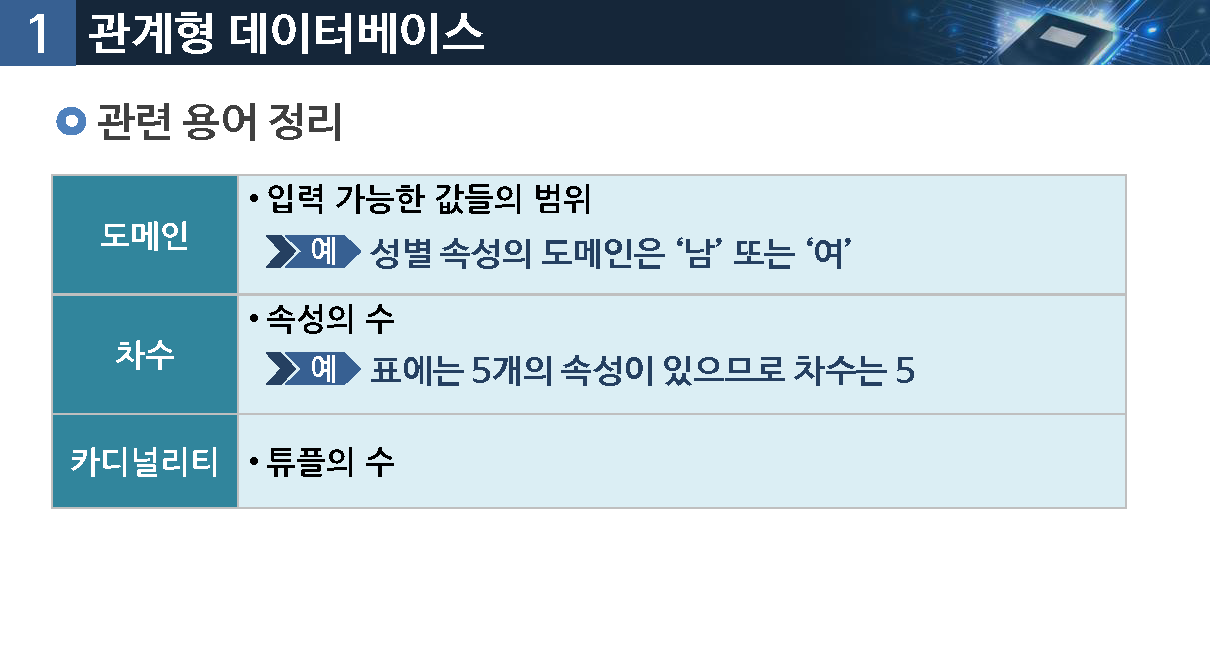 1 관계형 데이터베이스
관련 용어 정리
도메인
• 입력 가능한 값들의 범위
예 성별 속성의 도메인은 ‘남’ 또는 ‘여’
차수
• 속성의 수
예 표에는 5개의 속성이 있으므로 차수는 5
카디널리티
• 튜플의 수